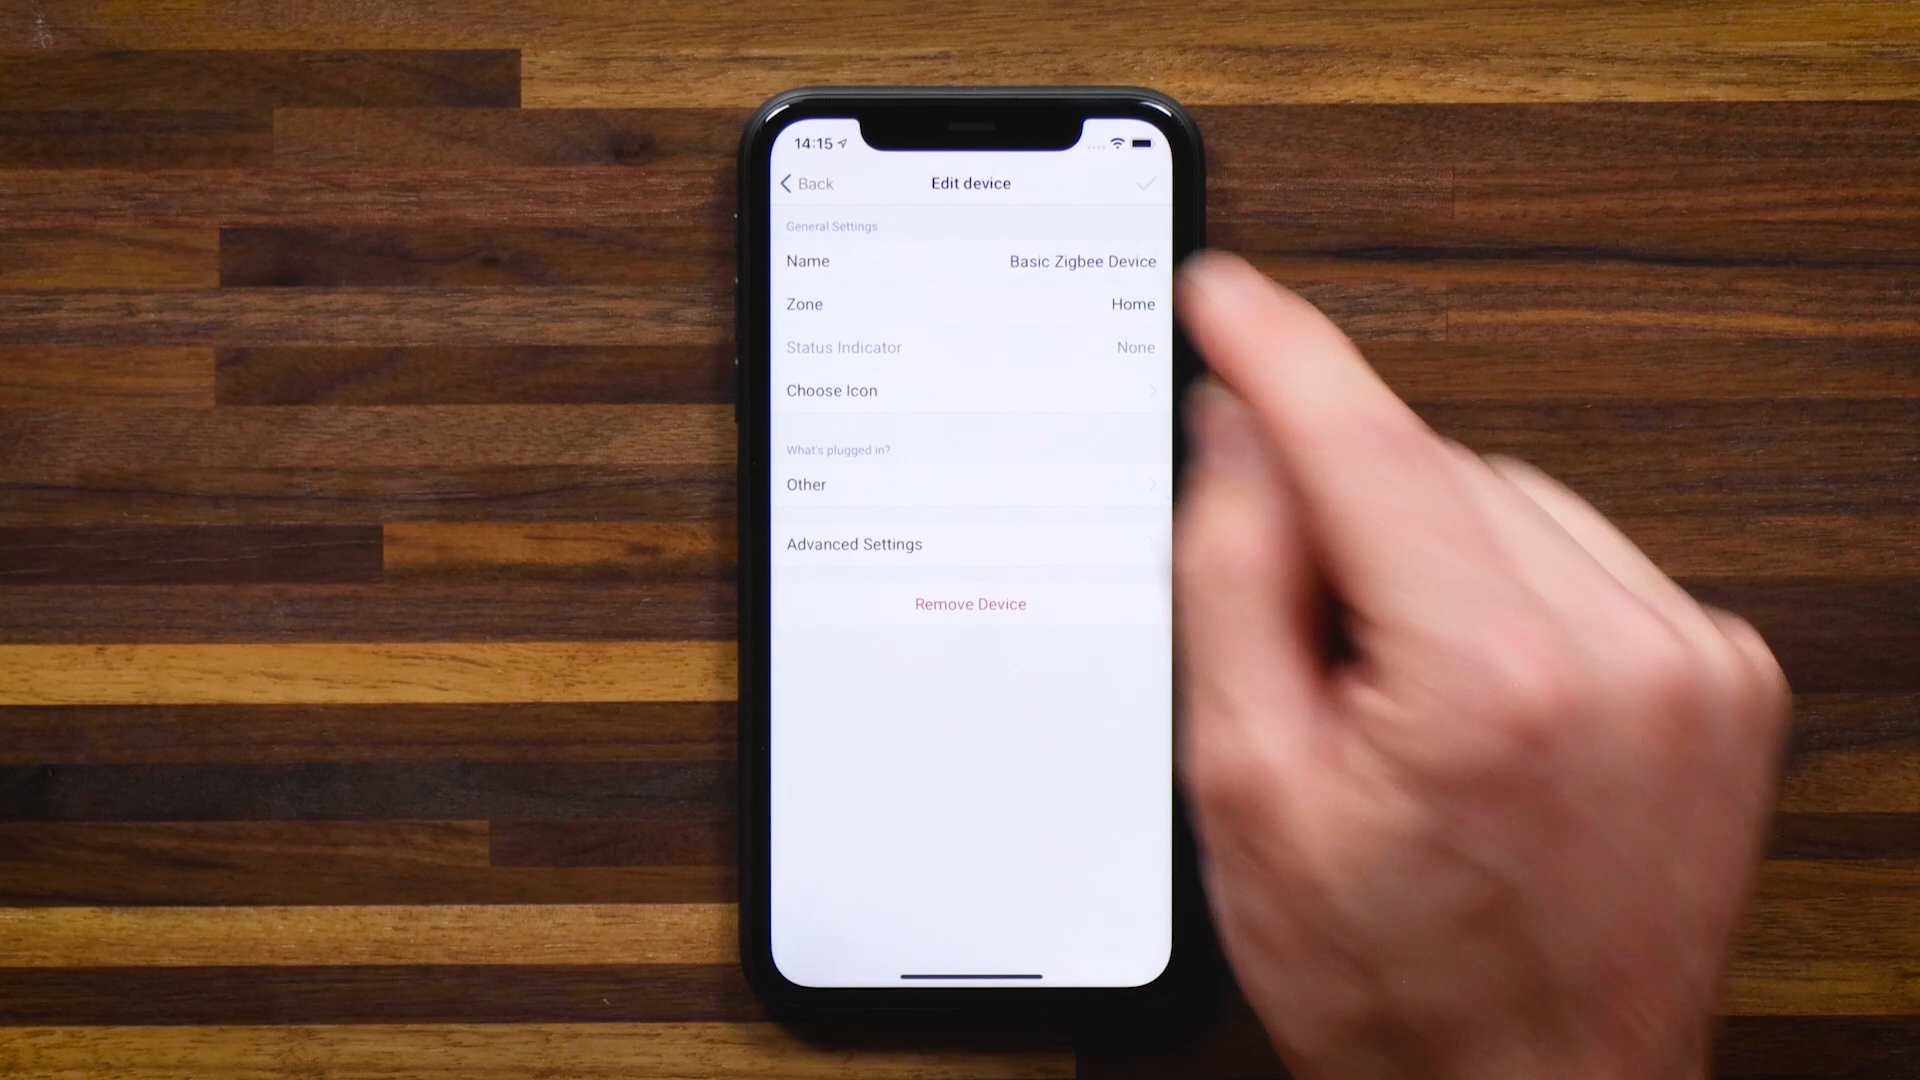 14:15
Back
Edit device
General Settings
Name
Basic Zigbee Device
Zone
Home
Status Indicator
None
Choose Icon
What's plugged in?
Other
Advanced Settings
Remove Device